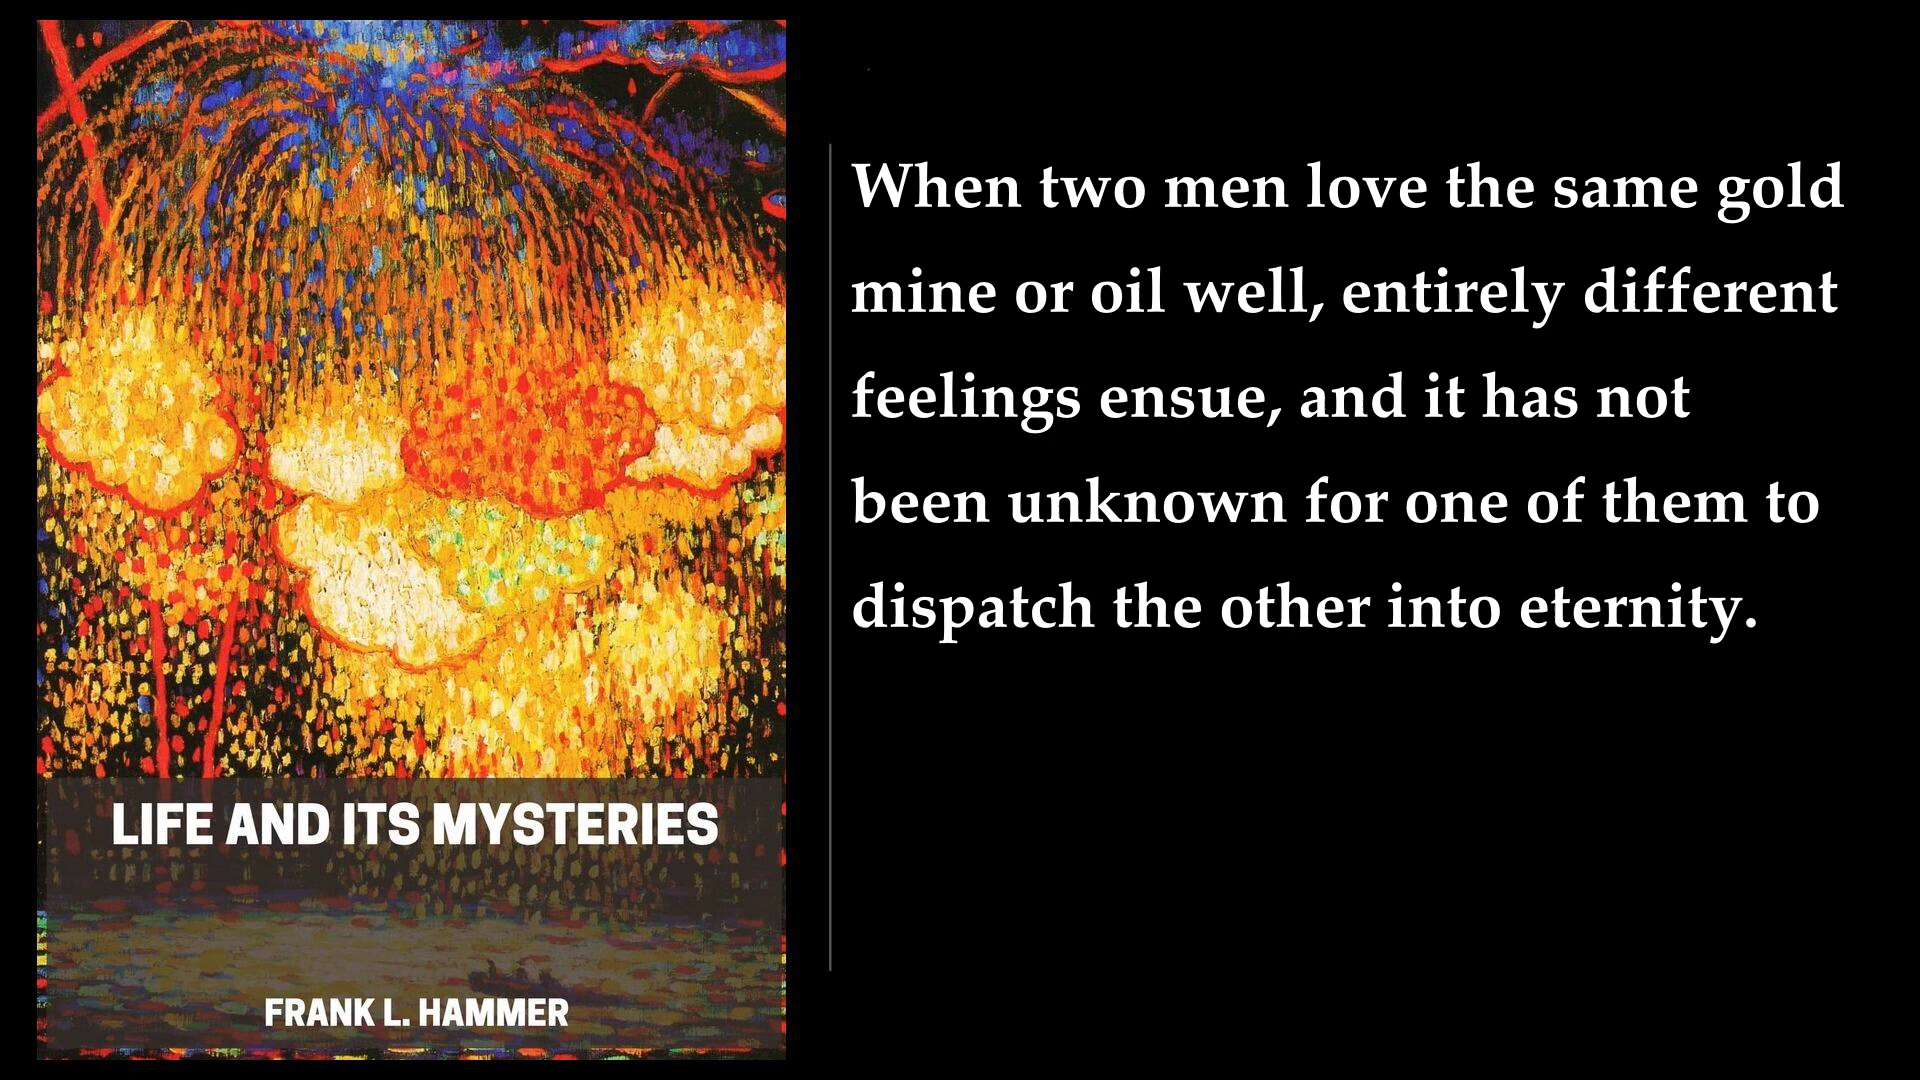 LIFE AND ITS MYSTERIES
FRANK L. HAMMER
When two men love the same gold
mine or oil well, entirely different
feelings ensue, and it has not
been unknown for one of them to
dispatch the other into eternity.